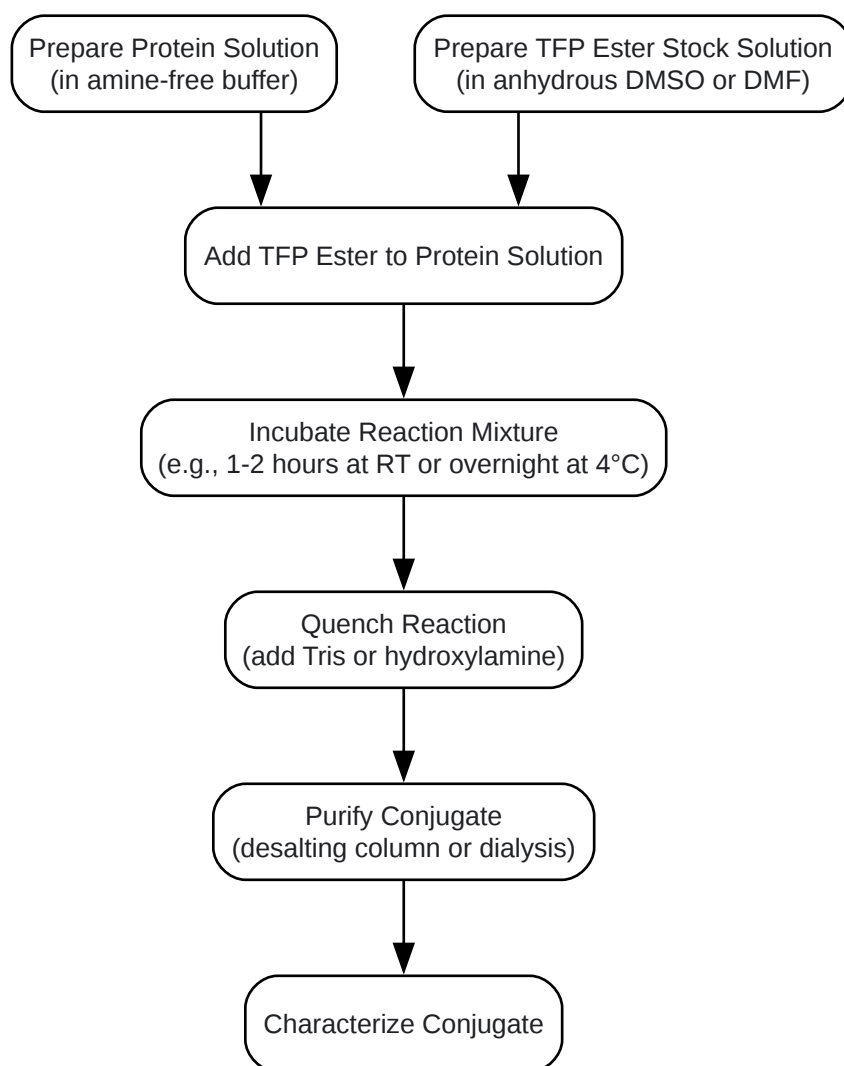 Prepare Protein Solution
(in amine-free buffer)
Prepare TFP Ester Stock Solution
(in anhydrous DMSO or DMF)
Add TFP Ester to Protein Solution
Incubate Reaction Mixture
(e.g., 1-2 hours at RT or overnight at 4°C)
Quench Reaction
(add Tris or hydroxylamine)
Purify Conjugate
(desalting column or dialysis)
Characterize Conjugate